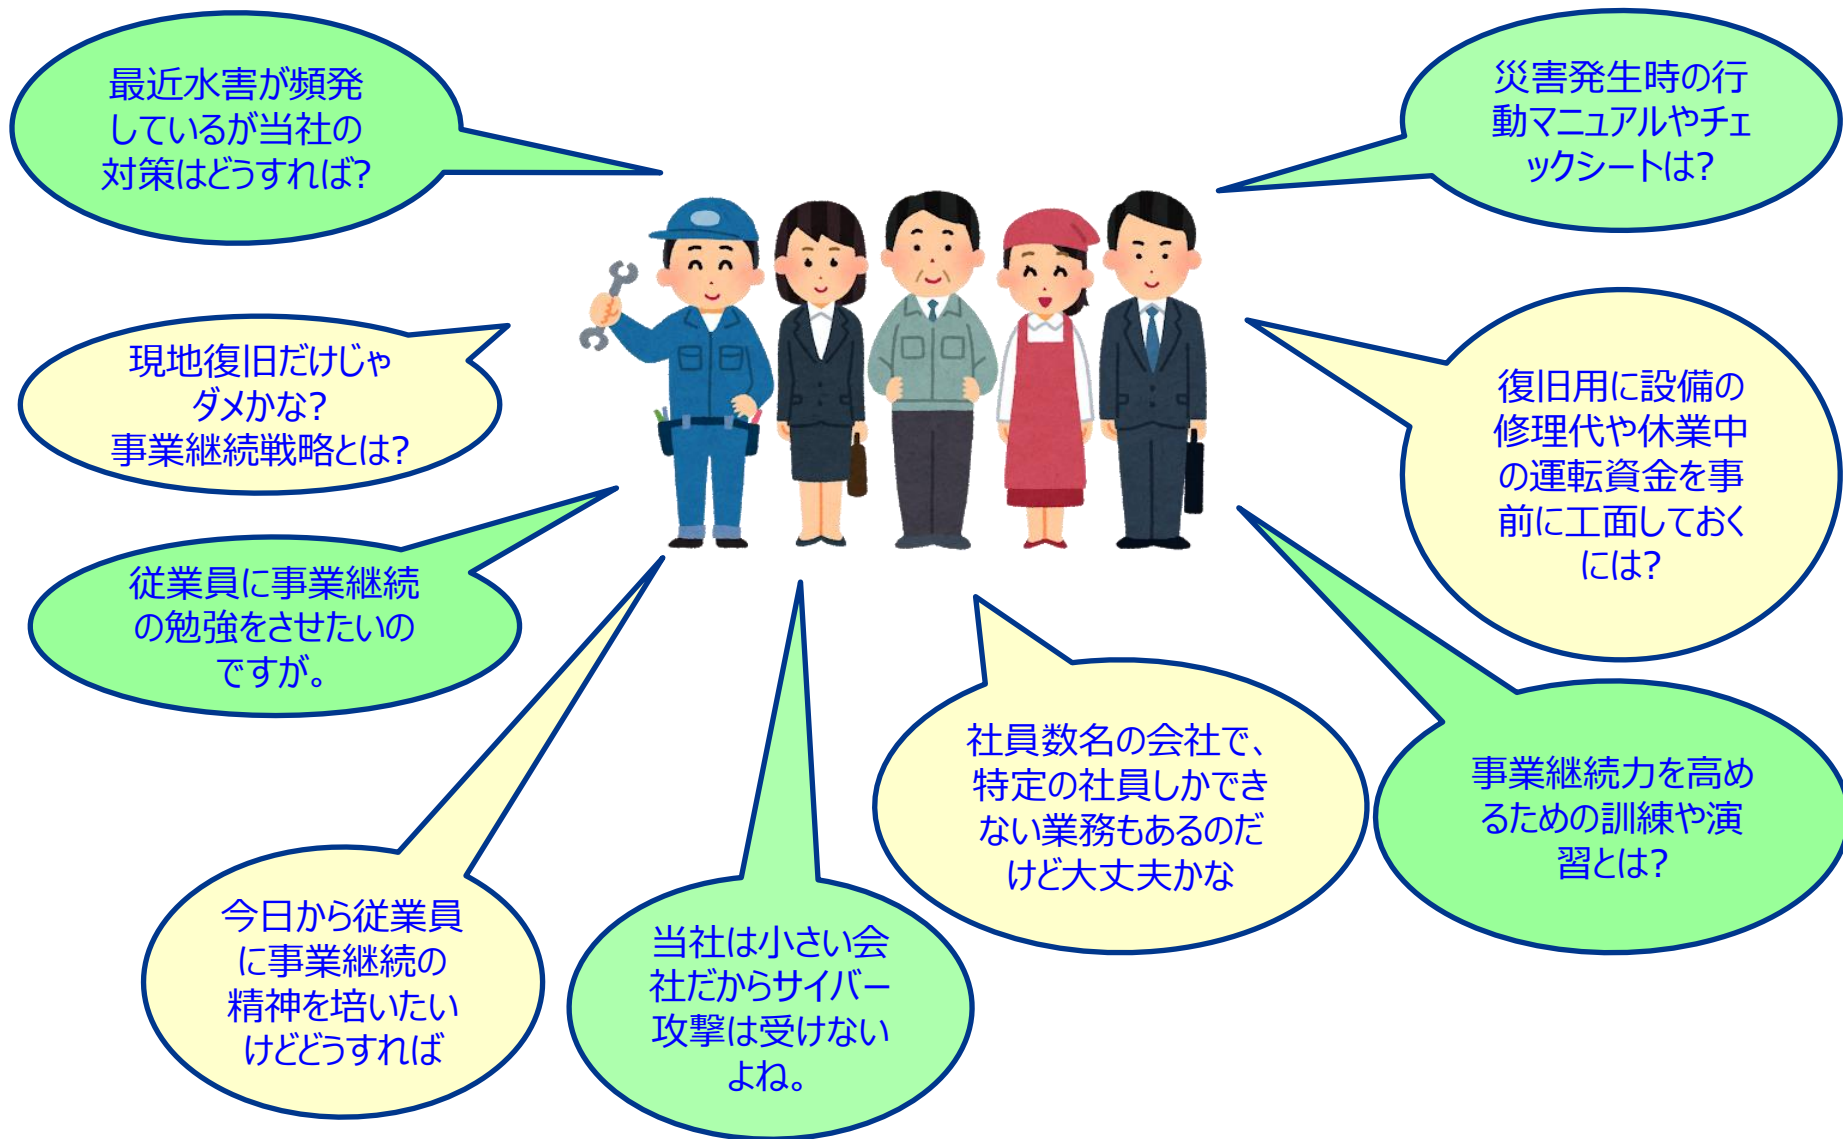 最近水害が頻発
しているが当社の
対策はどうすれば?
災害発生時の行
動マニュアルやチェ
ックシートは?
現地復旧だけじゃ
ダメかな?
事業継続戦略とは?
復旧用に設備の
修理代や休業中
の運転資金を事
前に工面しておく
には?
従業員に事業継続
の勉強をさせたいの
ですが。
社員数名の会社で、
特定の社員しかでき
ない業務もあるのだ
けど大丈夫かな
事業継続力を高め
るための訓練や演
習とは?
今日から従業員
に事業継続の
精神を培いたい
けどどうすれば
当社は小さい会
社だからサイバー
攻撃は受けない
よね。